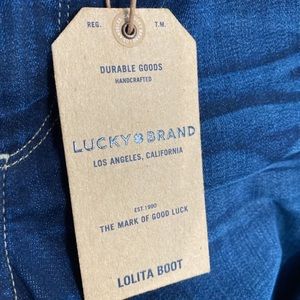 REG. T.M.
DURABLE GOODS
HANDCRAFTED
LUCKY BRAND
LOS ANGELES, CALIFORNIA
EST. 1990
THE MARK OF GOOD LUCK
LOLITA BOOT